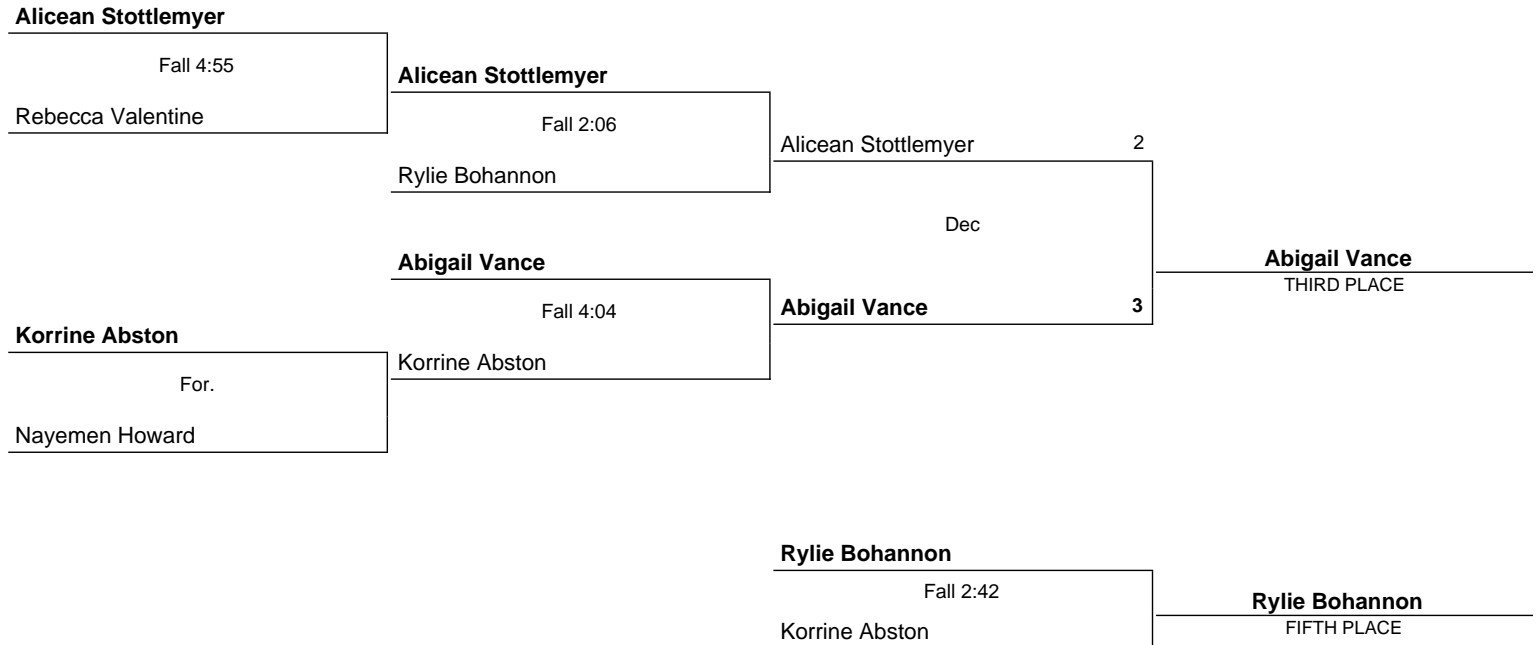 Alicean Stottlemyer
Fall 4:55
Rebecca Valentine
Alicean Stottlemyer
Fall 2:06
Rylie Bohannon
Alicean Stottlemyer 2
Dec
Abigail Vance
Fall 4:04
Korrine Abston
Abigail Vance 3
Abigail Vance
THIRD PLACE
Korrine Abston
For.
Nayemen Howard
Rylie Bohannon
Fall 2:42
Korrine Abston
Rylie Bohannon
FIFTH PLACE